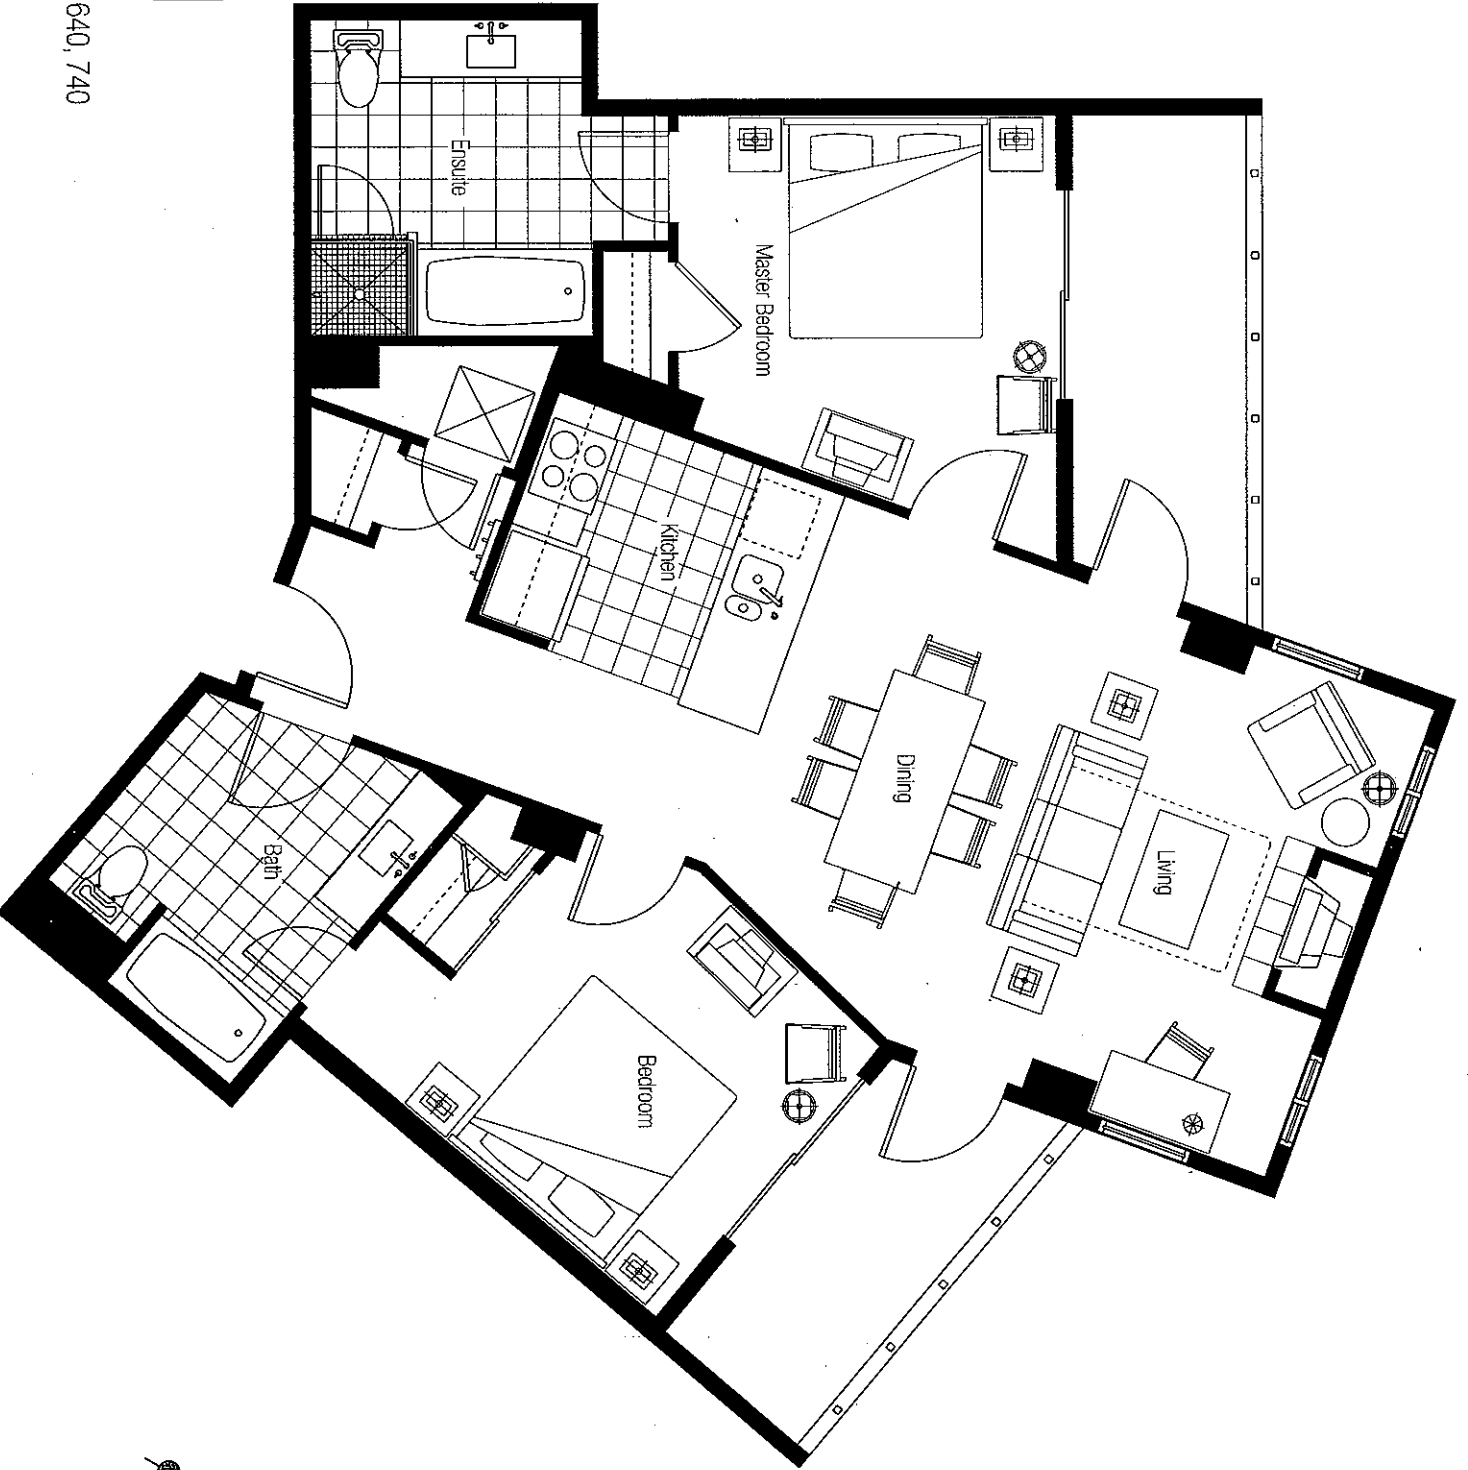 640, 740
Ensuite
Master Bedroom
Kitchen
Dining
Living
Bath
Bedroom